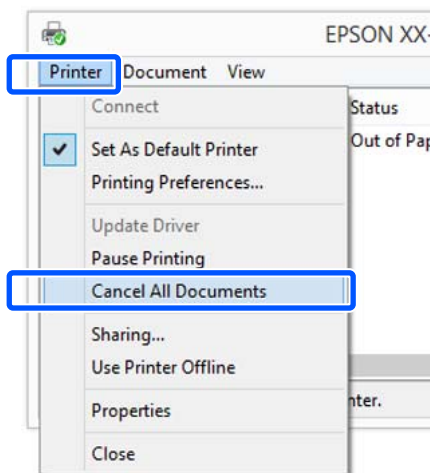 EPSON XX-
Printer Document View
Connect
Status
Set As Default Printer
Out of Pap
Printing Preferences...
Update Driver
Pause Printing
Cancel All Documents
Sharing...
Use Printer Offline
Properties
nter.
Close